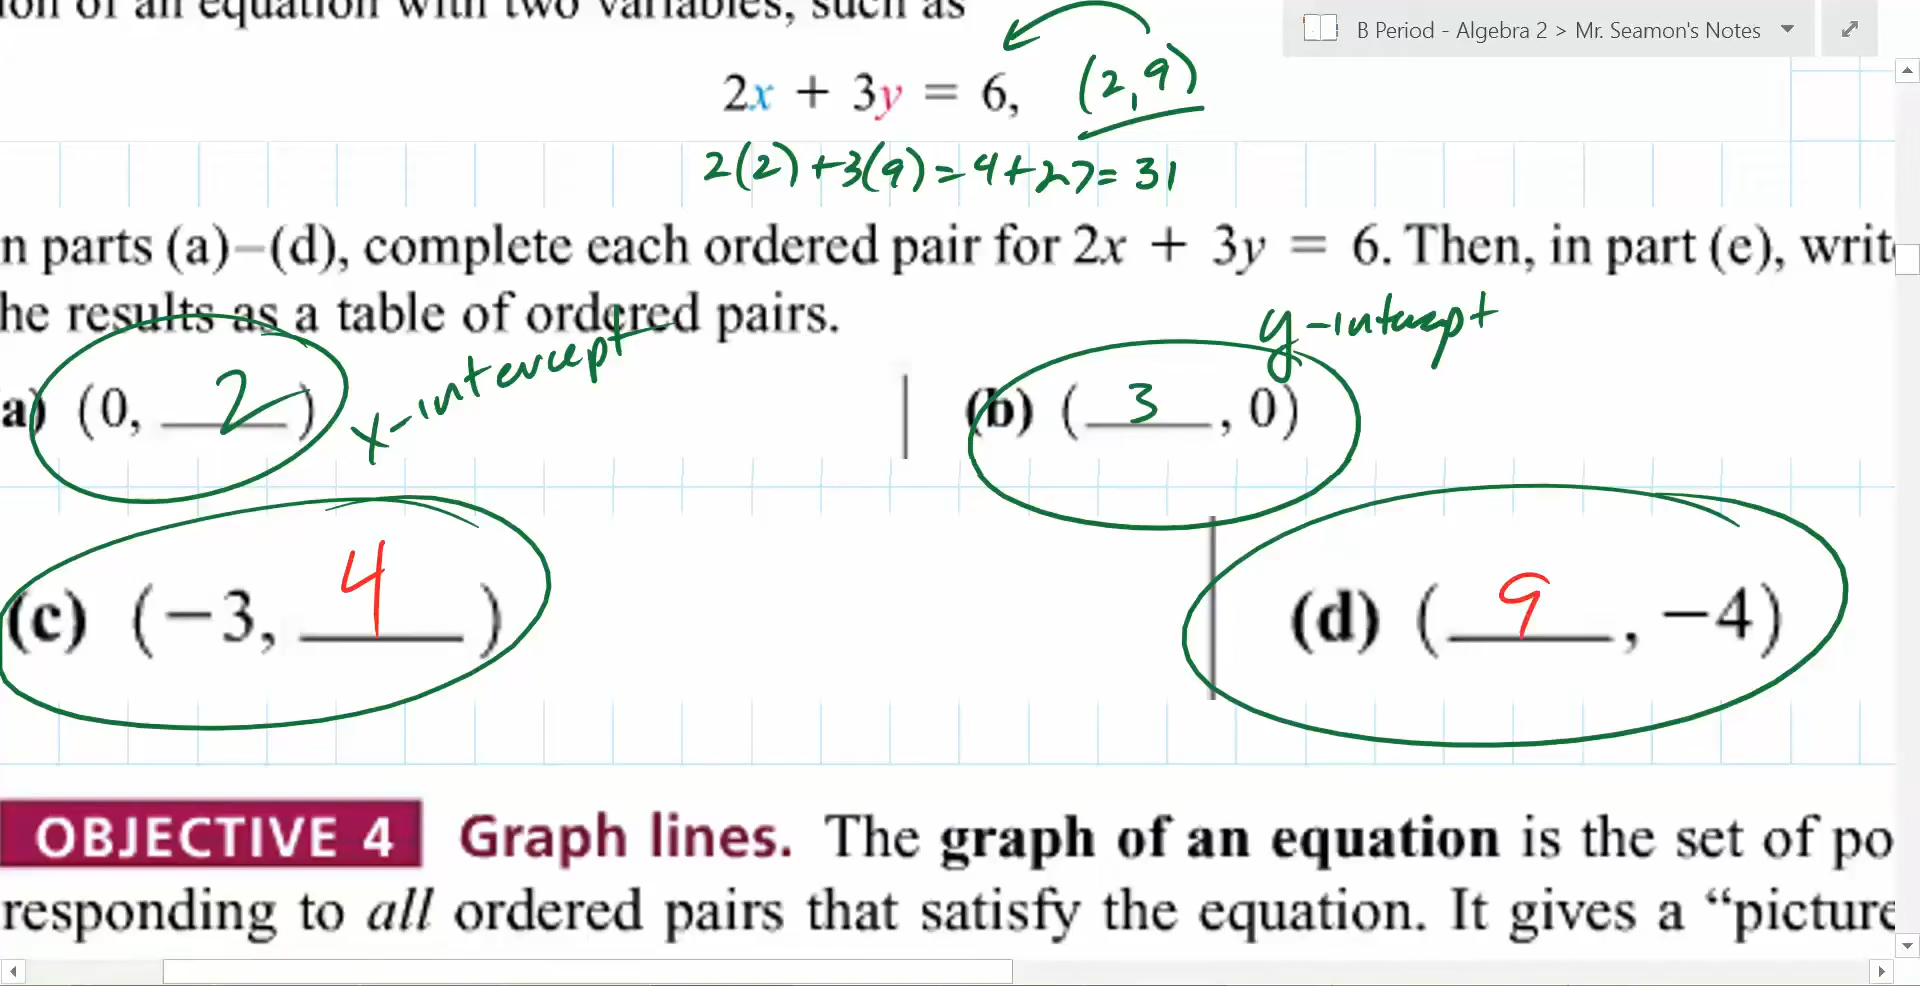 ion of an equation with two variables, such as
B Period - Algebra 2 > Mr. Seamon's Notes
2x + 3y = 6, (2,9)
2(2)+3(9)=4+27=31
n parts (a)–(d), complete each ordered pair for 2x + 3y = 6. Then, in part (e), writ
he results as a table of ordered pairs.
a) (0, 2) x-intercept
(b) (3, 0) y-intercept
(c) (−3, 4)
(d) (9, −4)
OBJECTIVE 4 Graph lines. The graph of an equation is the set of po
responding to all ordered pairs that satisfy the equation. It gives a “picture